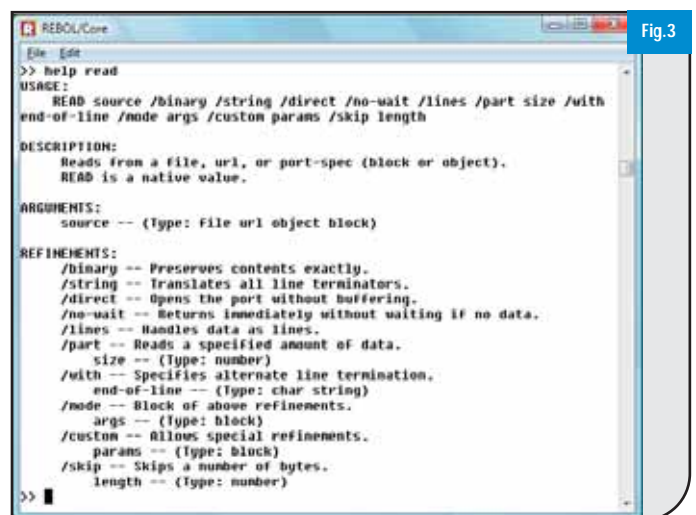 REBOL/Core
Fig.3
File Edit
>> help read
USAGE:
READ source /binary /string /direct /no-wait /lines /part size /with
end-of-line /mode args /custom params /skip length
DESCRIPTION:
Reads from a file, url, or port-spec (block or object).
READ is a native value.
ARGUMENTS:
source -- (Type: file url object block)
REFINEMENTS:
/binary -- Preserves contents exactly.
/string -- Translates all line terminators.
/direct -- Opens the port without buffering.
/no-wait -- Returns immediately without waiting if no data.
/lines -- Handles data as lines.
/part -- Reads a specified amount of data.
size -- (Type: number)
/with -- Specifies alternate line termination.
end-of-line -- (Type: char string)
/mode -- Block of above refinements.
args -- (Type: block)
/custom -- Allows special refinements.
params -- (Type: block)
/skip -- Skips a number of bytes.
length -- (Type: number)
>>